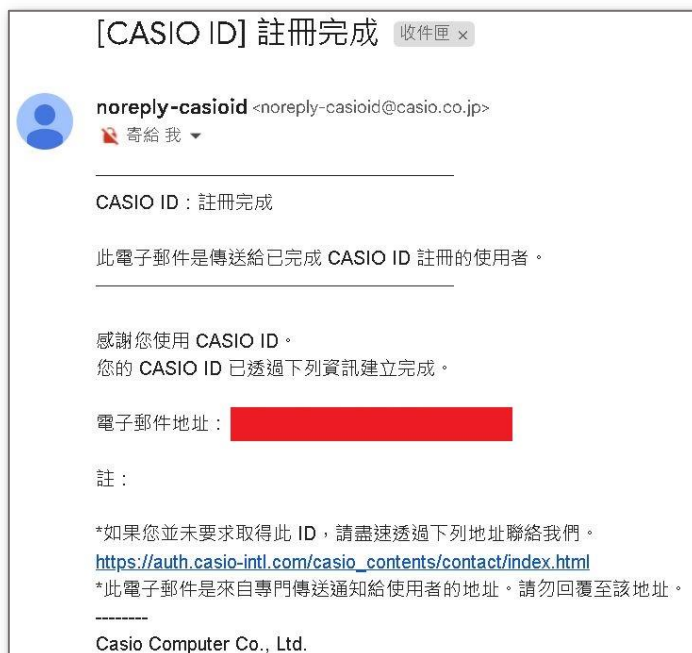 [CASIO ID] 註冊完成 收件匣 ×
noreply-casioid <noreply-casioid@casio.co.jp>
寄給 我
CASIO ID：註冊完成
此電子郵件是傳送給已完成 CASIO ID 註冊的使用者。
感謝您使用 CASIO ID。
您的 CASIO ID 已透過下列資訊建立完成。
電子郵件地址：
註：
*如果您並未要求取得此 ID，請盡速透過下列地址聯絡我們。
https://auth.casio-intl.com/casio_contents/contact/index.html
*此電子郵件是來自專門傳送通知給使用者的地址。請勿回覆至該地址。
--------
Casio Computer Co., Ltd.